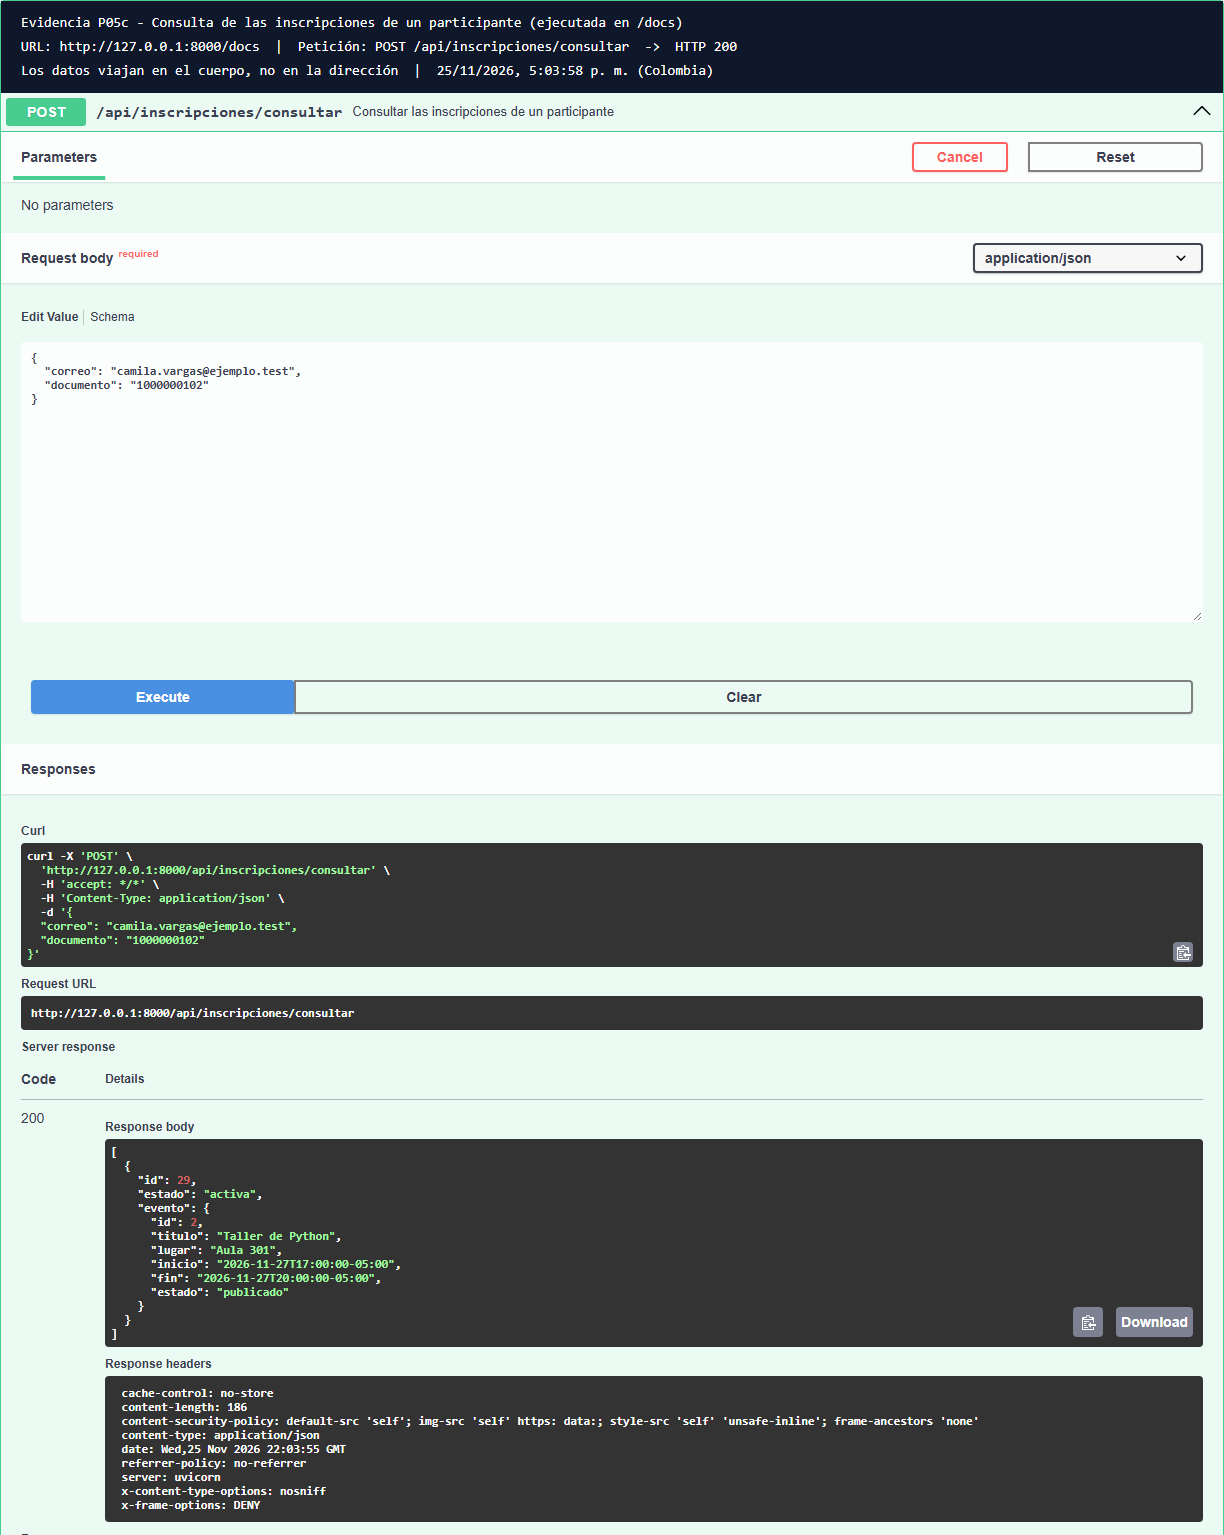 Evidencia P05c - Consulta de las inscripciones de un participante (ejecutada en /docs)
URL: http://127.0.0.1:8000/docs  |  Petición: POST /api/inscripciones/consultar  ->  HTTP 200
Los datos viajan en el cuerpo, no en la dirección  |  25/11/2026, 5:03:58 p. m. (Colombia)
POST /api/inscripciones/consultar Consultar las inscripciones de un participante
Parameters Cancel Reset
No parameters
Request body required application/json
Edit Value | Schema
{
  "correo": "camila.vargas@ejemplo.test",
  "documento": "1000000102"
}
Execute Clear
Responses
Curl
curl -X 'POST' \
  'http://127.0.0.1:8000/api/inscripciones/consultar' \
  -H 'accept: */*' \
  -H 'Content-Type: application/json' \
  -d '{
  "correo": "camila.vargas@ejemplo.test",
  "documento": "1000000102"
}'
Request URL
http://127.0.0.1:8000/api/inscripciones/consultar
Server response
Code Details
200
Response body
[
  {
    "id": 29,
    "estado": "activa",
    "evento": {
      "id": 2,
      "titulo": "Taller de Python",
      "lugar": "Aula 301",
      "inicio": "2026-11-27T17:00:00-05:00",
      "fin": "2026-11-27T20:00:00-05:00",
      "estado": "publicado"
    }
  }
]
Download
Response headers
cache-control: no-store
content-length: 186
content-security-policy: default-src 'self'; img-src 'self' https: data:; style-src 'self' 'unsafe-inline'; frame-ancestors 'none'
content-type: application/json
date: Wed,25 Nov 2026 22:03:55 GMT
referrer-policy: no-referrer
server: uvicorn
x-content-type-options: nosniff
x-frame-options: DENY